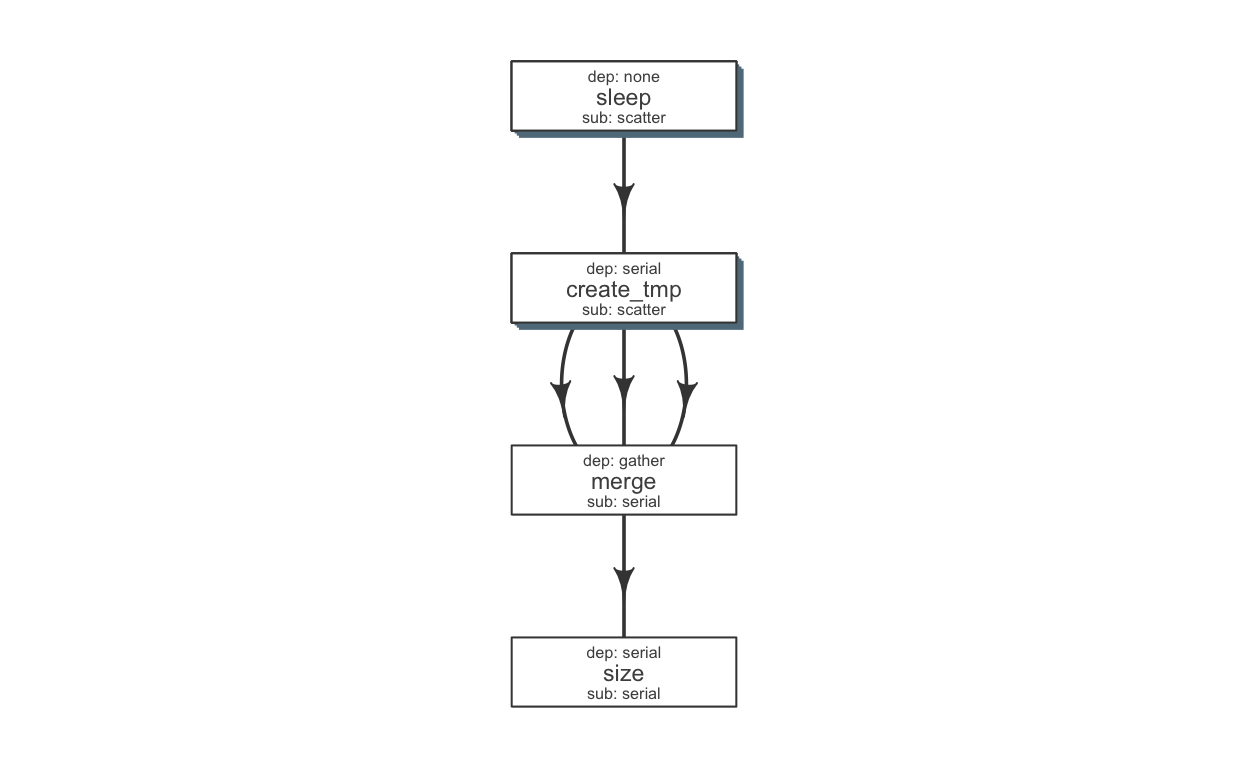 dep: none
sleep
sub: scatter
dep: serial
create_tmp
sub: scatter
dep: gather
merge
sub: serial
dep: serial
size
sub: serial